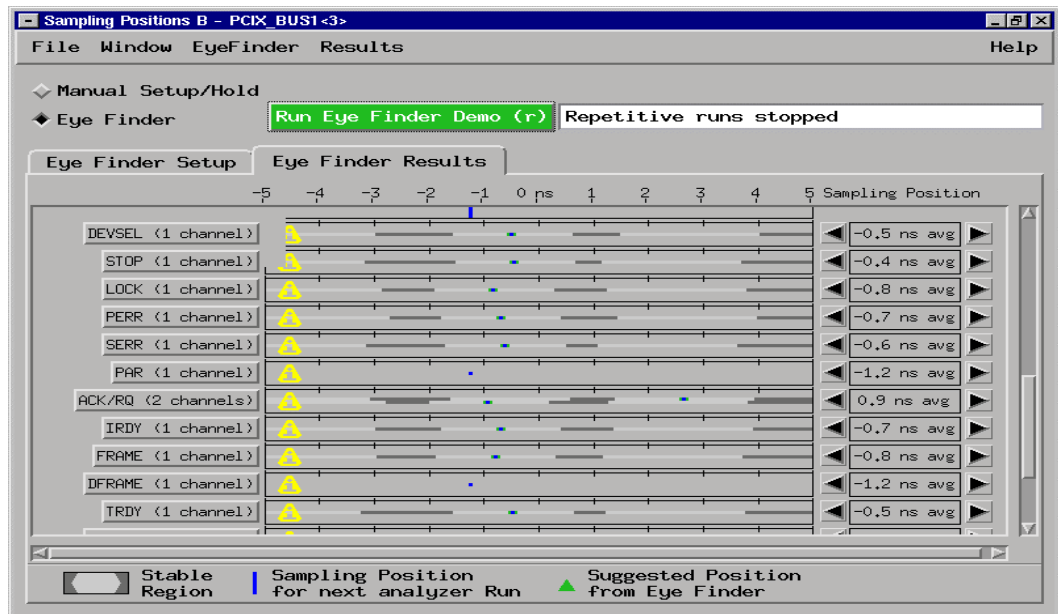 Sampling Positions B - PCIX_BUS1<3>
File Window EyeFinder Results Help
Manual Setup/Hold
Eye Finder Run Eye Finder Demo (r) Repetitive runs stopped
Eye Finder Setup Eye Finder Results
-5 -4 -3 -2 -1 0 ns 1 2 3 4 5 Sampling Position
DEVSEL (1 channel) -0.5 ns avg
STOP (1 channel) -0.4 ns avg
LOCK (1 channel) -0.8 ns avg
PERR (1 channel) -0.7 ns avg
SERR (1 channel) -0.6 ns avg
PAR (1 channel) -1.2 ns avg
ACK/RQ (2 channels) 0.9 ns avg
IRDY (1 channel) -0.7 ns avg
FRAME (1 channel) -0.8 ns avg
DFRAME (1 channel) -1.2 ns avg
TRDY (1 channel) -0.5 ns avg
Stable Region
Sampling Position for next analyzer Run
Suggested Position from Eye Finder